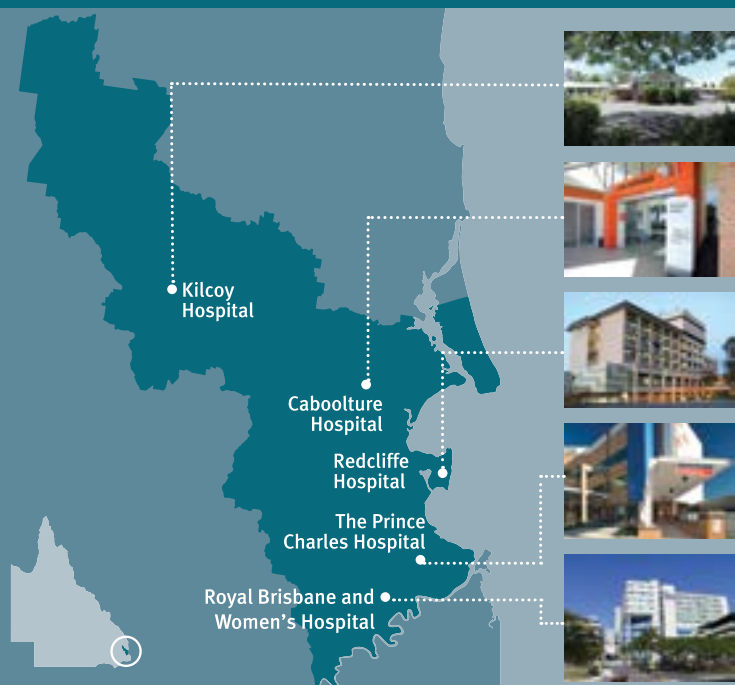 Kilcoy
Hospital
Caboolture
Hospital
Redcliffe
Hospital
The Prince
Charles Hospital
Royal Brisbane and
Women's Hospital